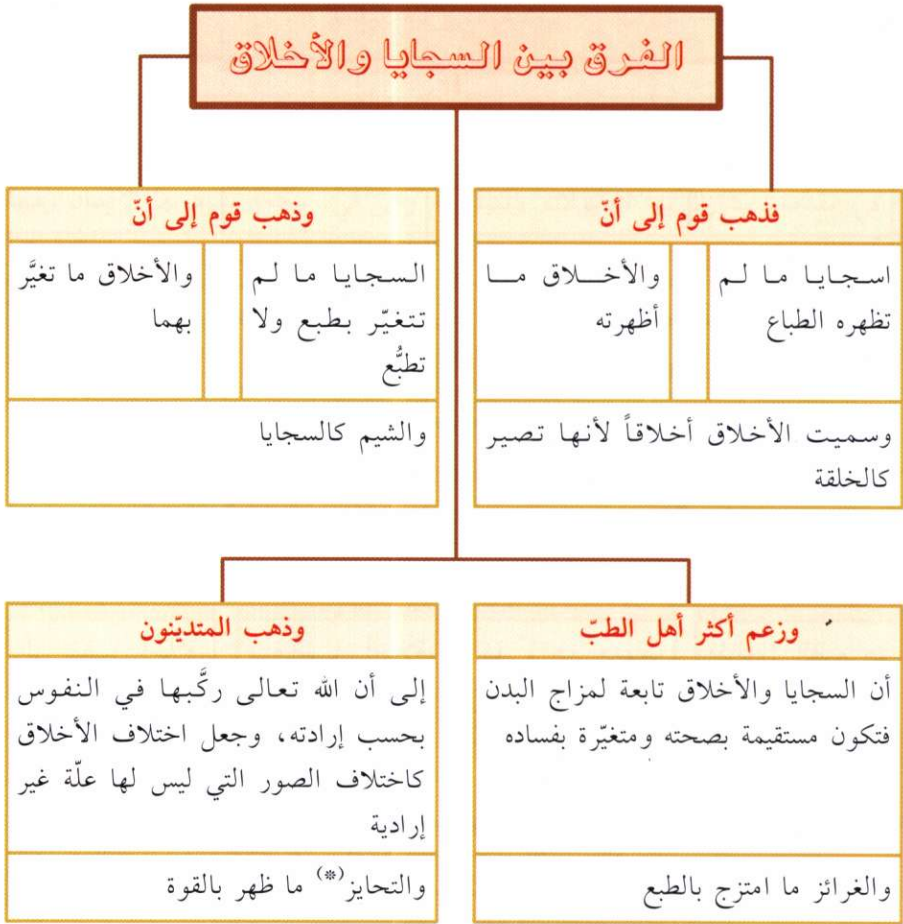 الفرق بين السجايا والأخلاق
فذهب قوم إلى أنّ
اسجايا ما لم
تظهره الطباع
والأخلاق ما
أظهرته
وسميت الأخلاق أخلاقاً لأنها تصير
كالخلقة
وذهب قوم إلى أنّ
السجايا ما لم
تتغيّر بطبع ولا
تطبُّع
والأخلاق ما تغيَّر
بهما
والشيم كالسجايا
وزعم أكثر أهل الطبّ
أن السجايا والأخلاق تابعة لمزاج البدن
فتكون مستقيمة بصحته ومتغيّرة بفساده
والغرائز ما امتزج بالطبع
وذهب المتديّنون
إلى أن الله تعالى ركَّبها في النفوس
بحسب إرادته، وجعل اختلاف الأخلاق
كاختلاف الصور التي ليس لها علّة غير
إرادية
والتحايز(*) ما ظهر بالقوة